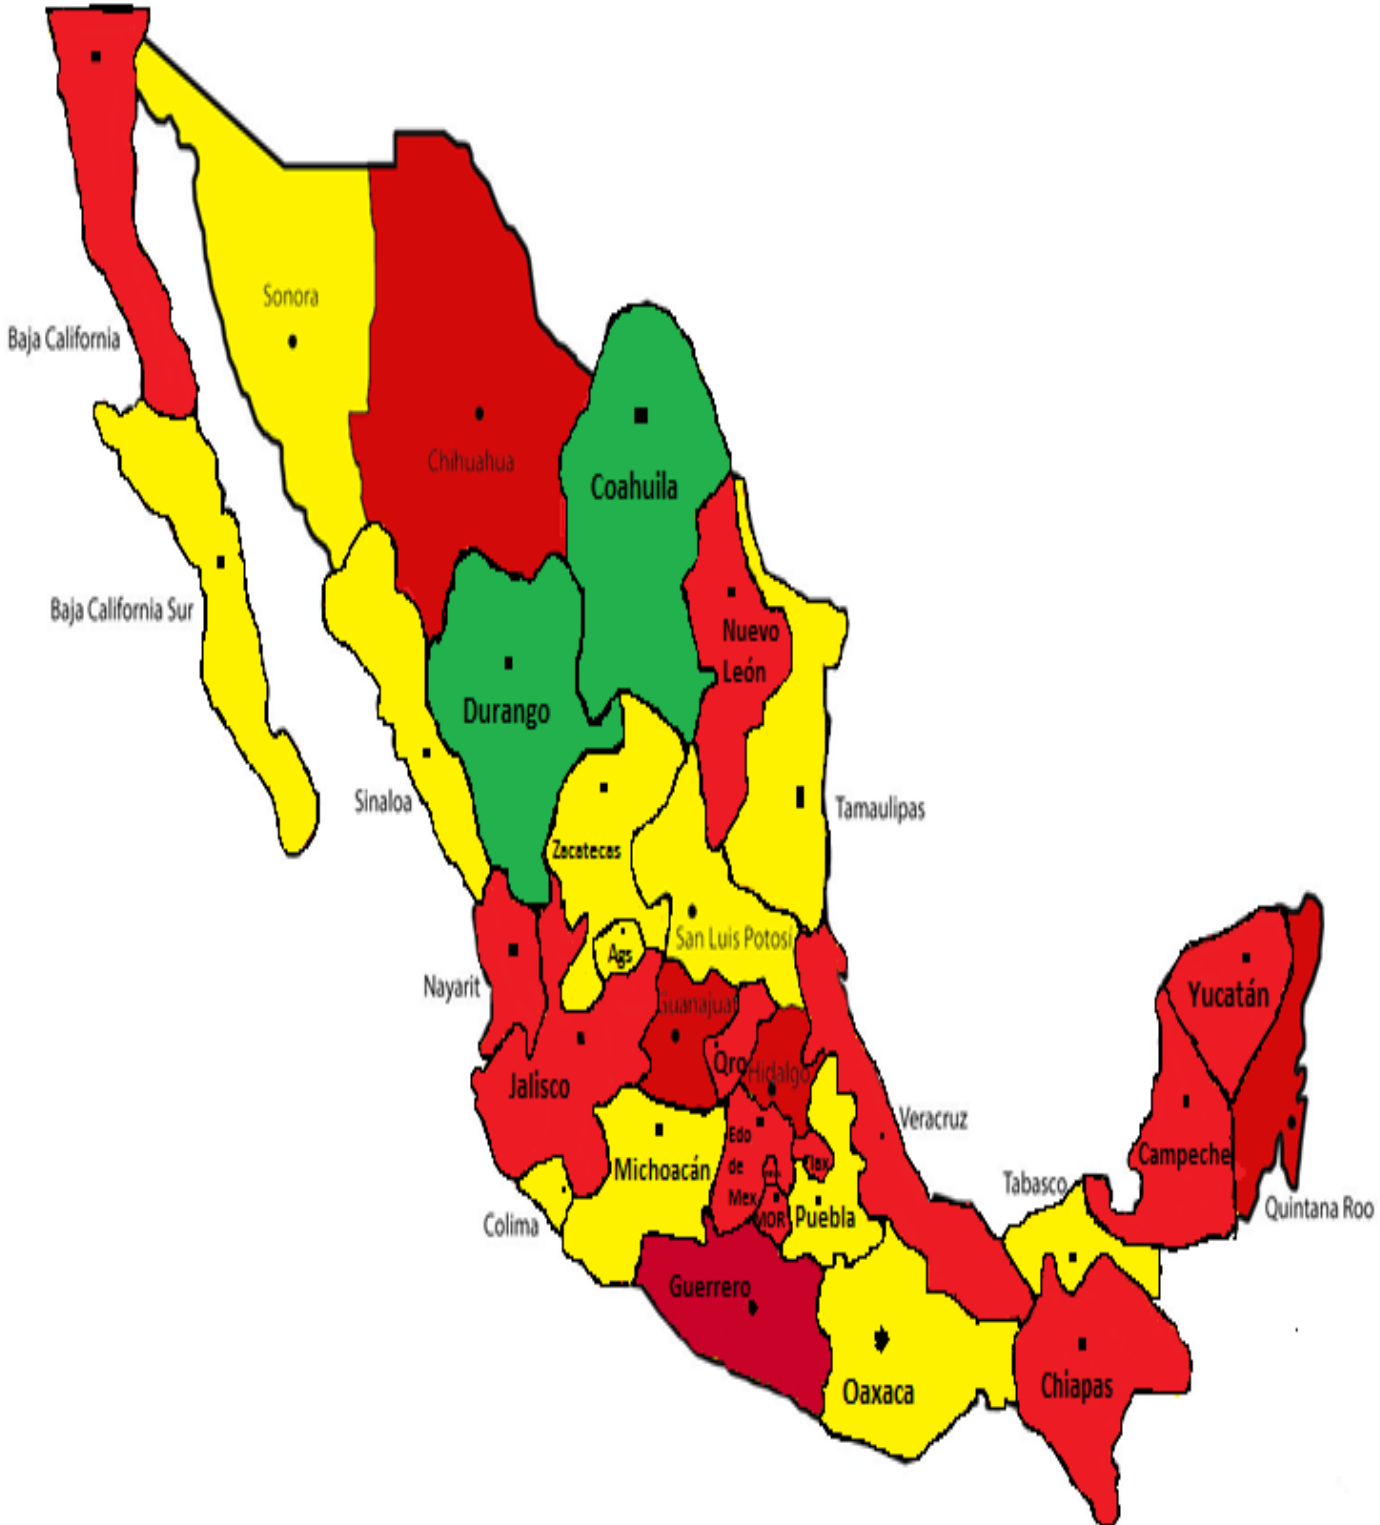 Sonora
Baja California
Chihuahua
Coahuila
Baja California Sur
Nuevo
León
Durango
Sinaloa
Tamaulipas
Zacatecas
San Luis Potosí
Ags
Nayarit
Yucatán
Guanajuat
Qro
Hidalgo
Jalisco
Veracruz
Edo
de
Mex
Tlax
Michoacán
Campeche
Tabasco
Quintana Roo
Colima
MOR
Puebla
Guerrero
Oaxaca
Chiapas